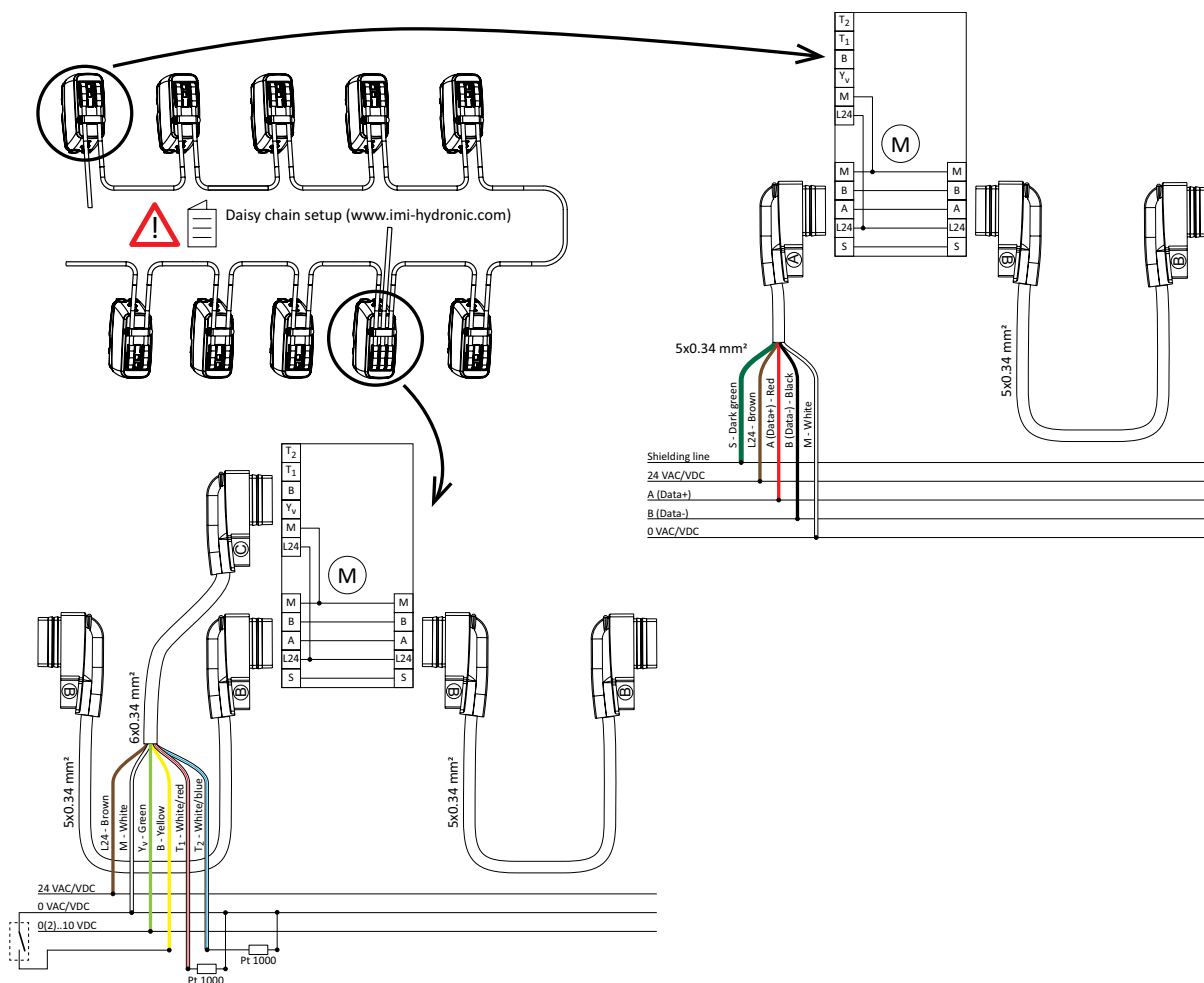 T2
T1
B
Yv
M
L24
M
M
M
B
B
A
A
L24
L24
S
S
! Daisy chain setup (www.imi-hydronic.com)
A
B
B
5x0.34 mm²
5x0.34 mm²
S - Dark green
L24 - Brown
A (Data+) - Red
B (Data-) - Black
M - White
Shielding line
24 VAC/VDC
A (Data+)
B (Data-)
0 VAC/VDC
T2
T1
B
Yv
M
L24
C
M
M
M
B
B
A
A
L24
L24
S
S
B
B
B
B
6x0.34 mm²
5x0.34 mm²
5x0.34 mm²
L24 - Brown
M - White
Yv - Green
B - Yellow
T1 - White/red
T2 - White/blue
24 VAC/VDC
0 VAC/VDC
0(2)..10 VDC
Pt 1000
Pt 1000